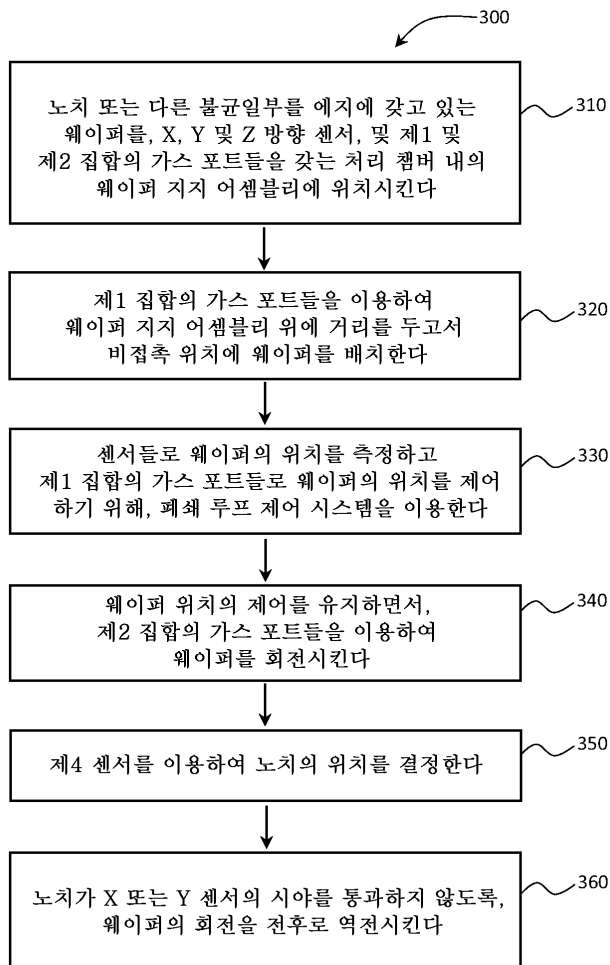 300
노치 또는 다른 불균일부를 에지에 갖고 있는
웨이퍼를, X, Y 및 Z 방향 센서, 및 제1 및
제2 집합의 가스 포트들을 갖는 처리 챔버 내의
웨이퍼 지지 어셈블리에 위치시킨다
310
제1 집합의 가스 포트들을 이용하여
웨이퍼 지지 어셈블리 위에 거리를 두고서
비접촉 위치에 웨이퍼를 배치한다
320
센서들로 웨이퍼의 위치를 측정하고
제1 집합의 가스 포트들로 웨이퍼의 위치를 제어
하기 위해, 폐쇄 루프 제어 시스템을 이용한다
330
웨이퍼 위치의 제어를 유지하면서,
제2 집합의 가스 포트들을 이용하여
웨이퍼를 회전시킨다
340
제4 센서를 이용하여 노치의 위치를 결정한다
350
노치가 X 또는 Y 센서의 시야를 통과하지 않도록,
웨이퍼의 회전을 전후로 역전시킨다
360